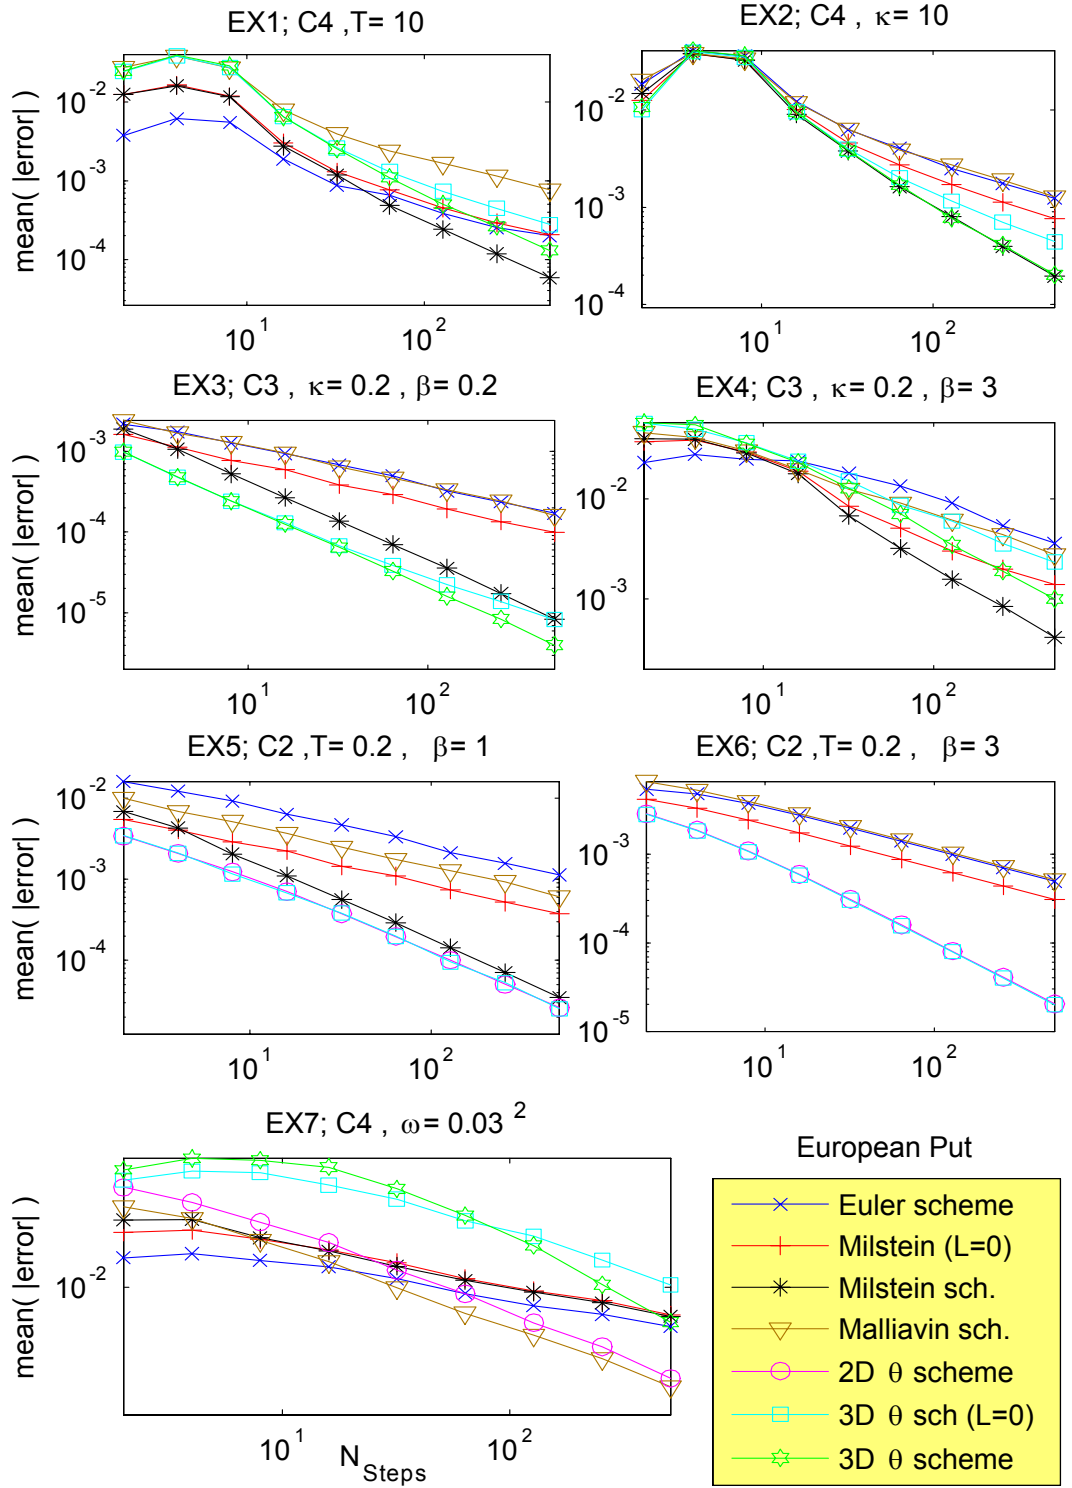 EX1; C4 ,T= 10
mean( |error| )
10^-2
10^-3
10^-4
10^1
10^2
EX2; C4 , κ= 10
10^-2
10^-3
10^-4
10^1
10^2
EX3; C3 , κ= 0.2 , β= 0.2
mean( |error| )
10^-3
10^-4
10^-5
10^1
10^2
EX4; C3 , κ= 0.2 , β= 3
10^-2
10^-3
10^1
10^2
EX5; C2 ,T= 0.2 , β= 1
mean( |error| )
10^-2
10^-3
10^-4
10^1
10^2
EX6; C2 ,T= 0.2 , β= 3
10^-3
10^-4
10^-5
10^1
10^2
EX7; C4 , ω= 0.03 ^2
mean( |error| )
10^-2
10^1
10^2
N_Steps
European Put
Euler scheme
Milstein (L=0)
Milstein sch.
Malliavin sch.
2D θ scheme
3D θ sch (L=0)
3D θ scheme